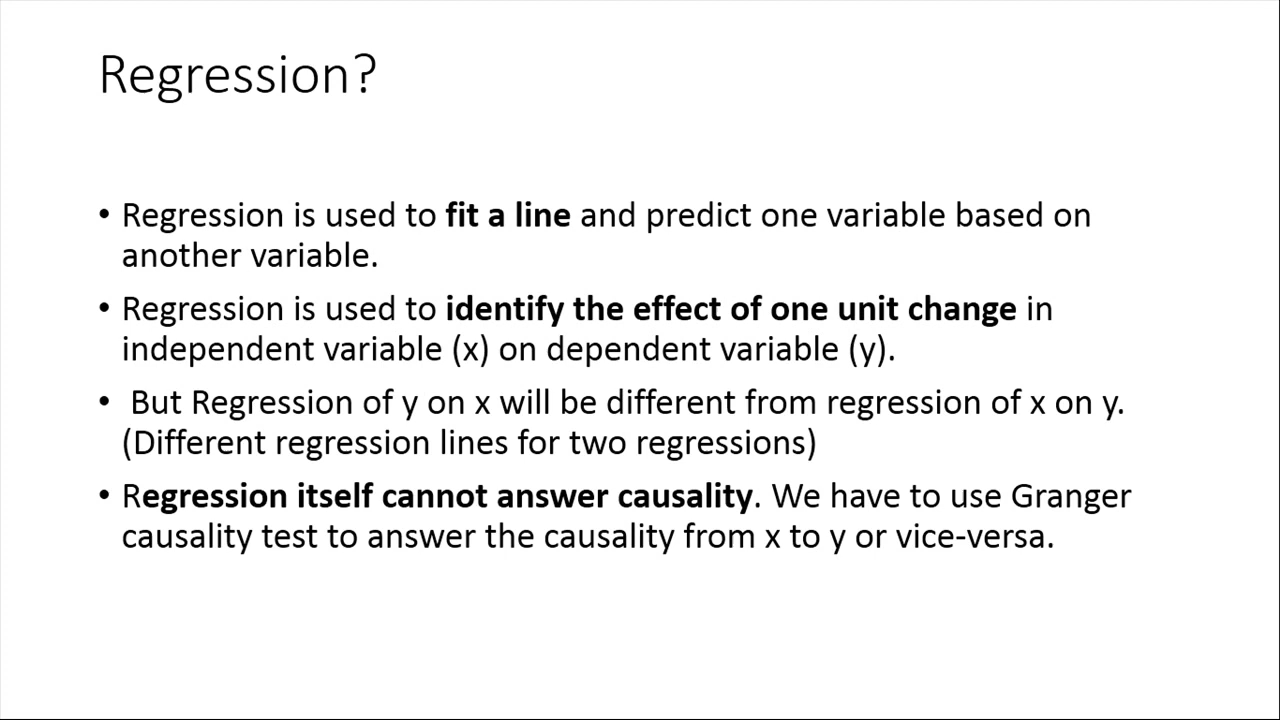 Regression?
• Regression is used to fit a line and predict one variable based on
another variable.
• Regression is used to identify the effect of one unit change in
independent variable (x) on dependent variable (y).
• But Regression of y on x will be different from regression of x on y.
(Different regression lines for two regressions)
• Regression itself cannot answer causality. We have to use Granger
causality test to answer the causality from x to y or vice-versa.